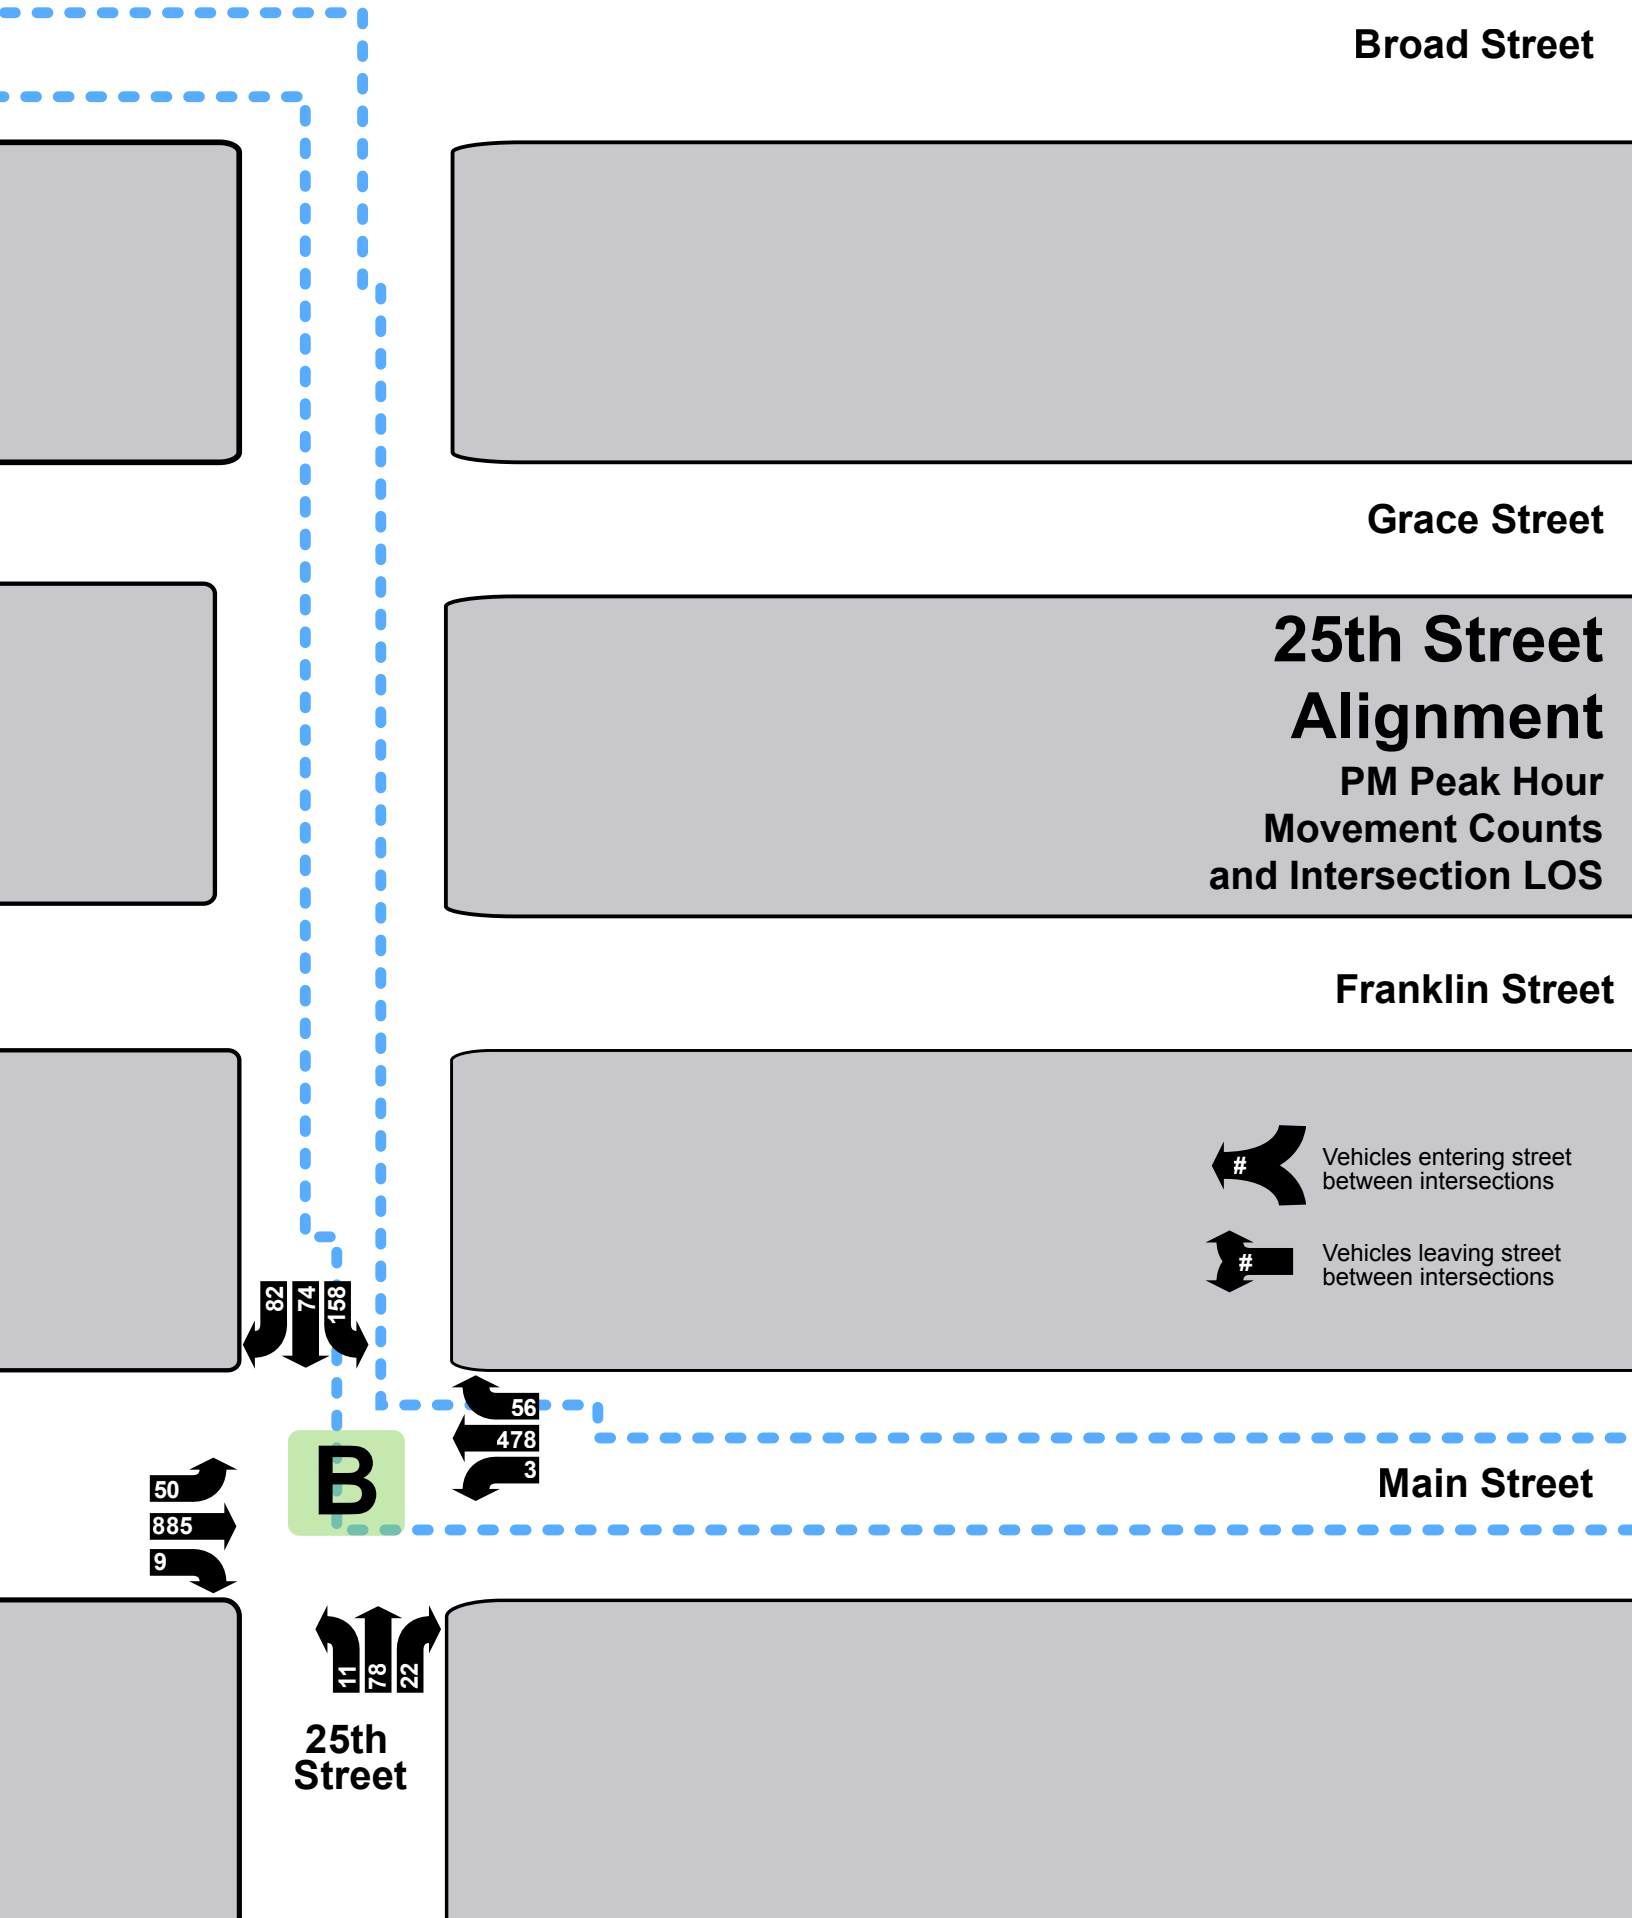 Broad Street
Grace Street
25th Street
Alignment
PM Peak Hour
Movement Counts
and Intersection LOS
Franklin Street
# Vehicles entering street
between intersections
# Vehicles leaving street
between intersections
82 74 158
56
478
3
B
Main Street
50
885
9
11 78 22
25th
Street